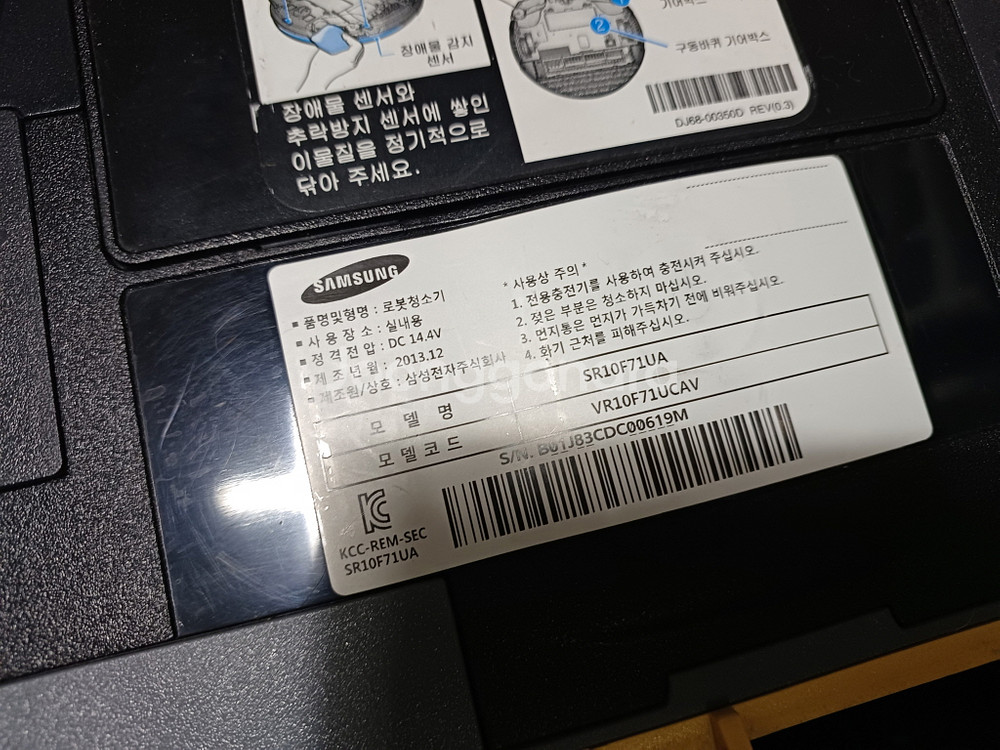 기어박스
구동바퀴 기어박스
장애물 감지
센서
DJ68-00350D REV(0.3)
장애물 센서와
추락방지 센서에 쌓인
이물질을 정기적으로
닦아 주세요.
SAMSUNG
■ 품명및형명 : 로봇청소기
■ 사 용 장 소 : 실내용
■ 정 격 전 압 : DC 14.4V
■ 제 조 년 월 : 2013.12
■ 제조원/상호 : 삼성전자주식회사
* 사용상 주의 *
1. 전용충전기를 사용하여 충전시켜 주십시오.
2. 젖은 부분은 청소하지 마십시오.
3. 먼지통은 먼지가 가득차기 전에 비워주십시오.
4. 화기 근처를 피해주십시오.
모 델 명 SR10F71UA
모 델 코 드 VR10F71UCAV
S/N. B01J83CDC00619M
KCC-REM-SEC
SR10F71UA